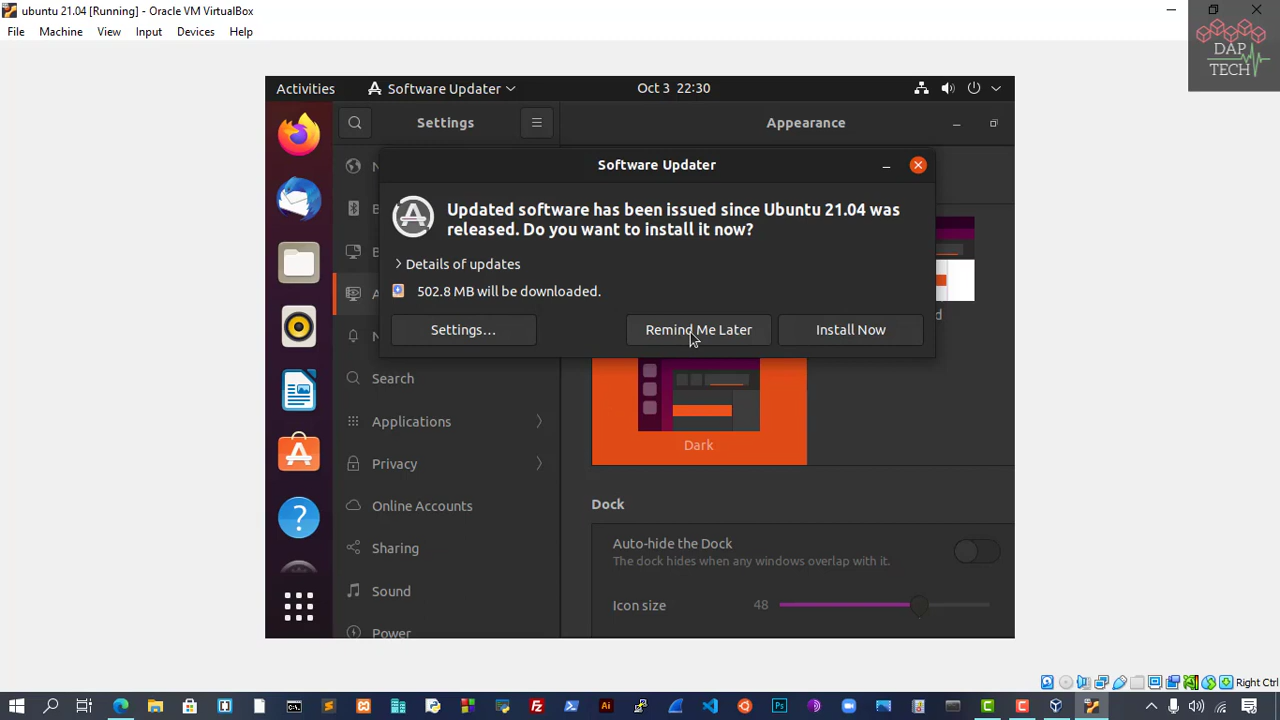 ubuntu 21.04 [Running] - Oracle VM VirtualBox
File Machine View Input Devices Help
DAP
TECH
Activities Software Updater Oct 3 22:30
Settings Appearance
Software Updater
Updated software has been issued since Ubuntu 21.04 was
released. Do you want to install it now?
Details of updates
502.8 MB will be downloaded.
Settings... Remind Me Later Install Now
Search
Applications
Privacy
Online Accounts
Sharing
Sound
Power
Dark
Dock
Auto-hide the Dock
The dock hides when any windows overlap with it.
Icon size 48
Right Ctrl